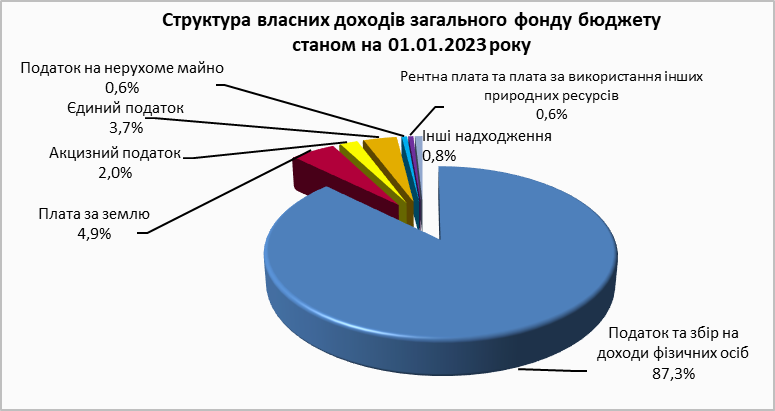 Структура власних доходів загального фонду бюджету
станом на 01.01.2023 року
Податок на нерухоме майно
0,6%
Єдиний податок
3,7%
Акцизний податок
2,0%
Плата за землю
4,9%
Рентна плата та плата за використання інших
природних ресурсів
0,6%
Інші надходження
0,8%
Податок та збір на
доходи фізичних осіб
87,3%